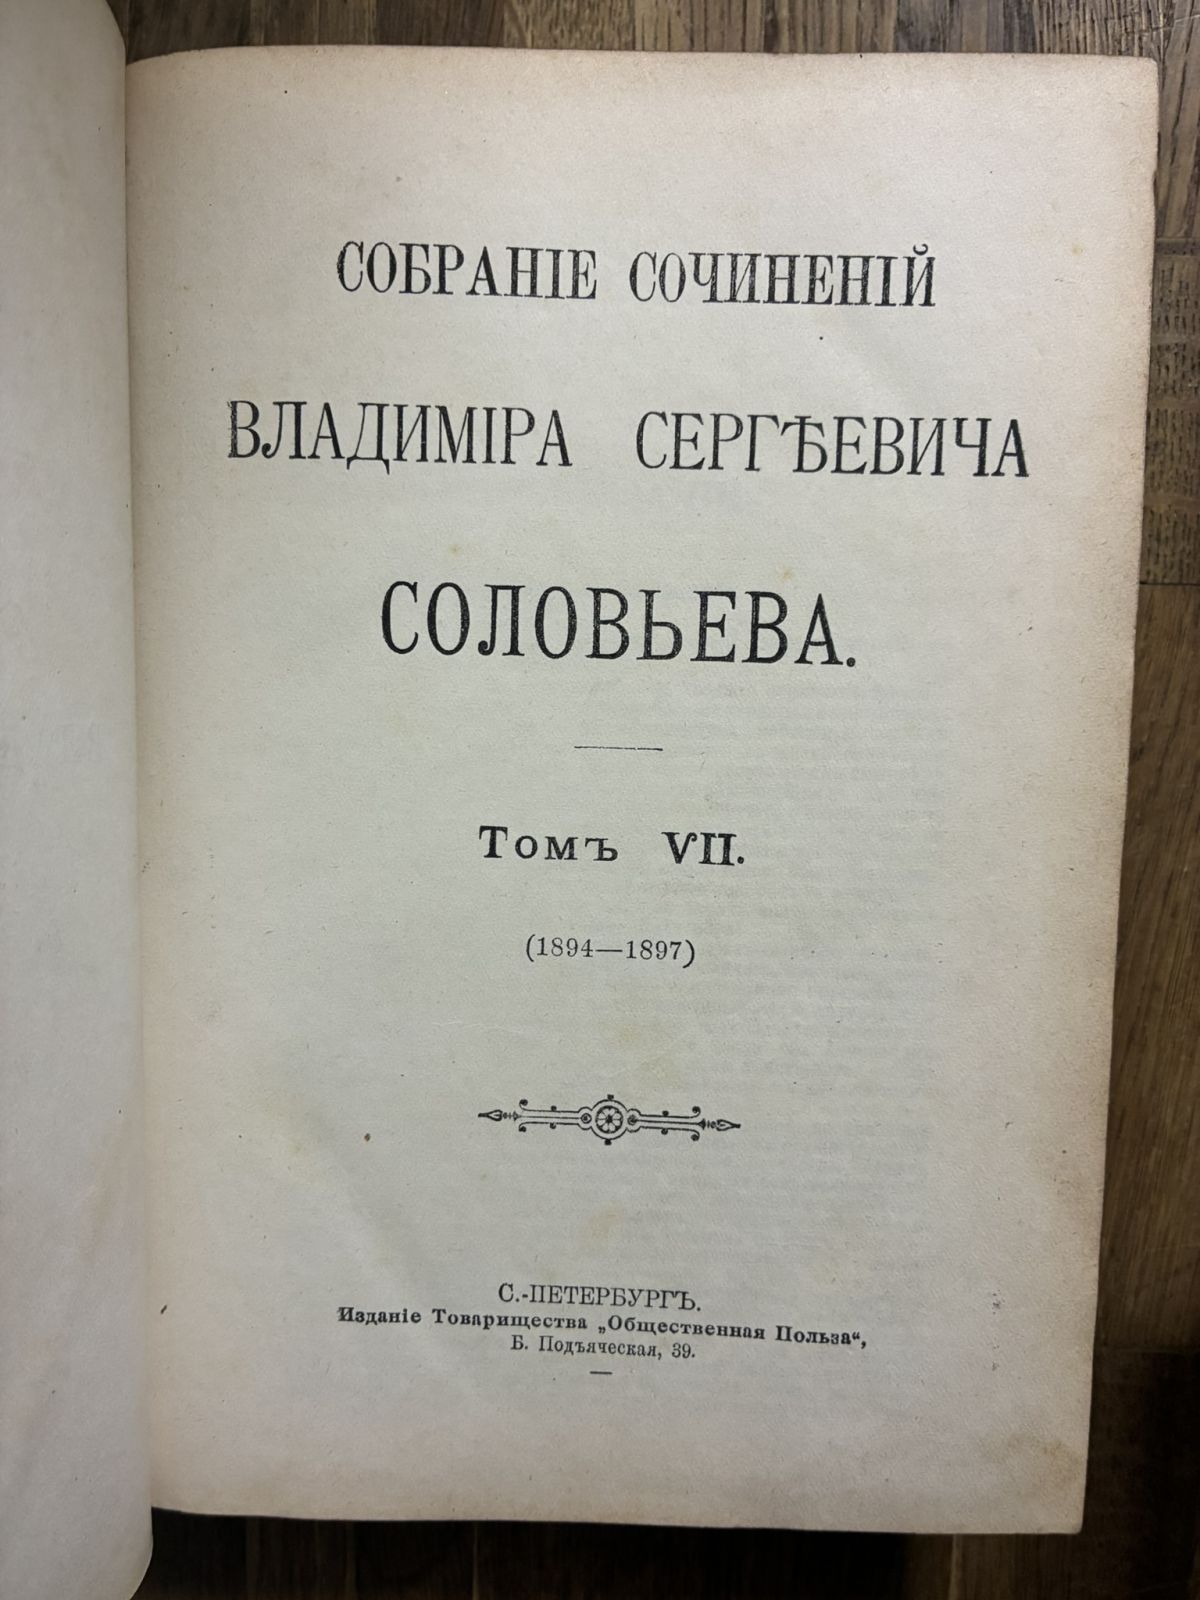 СОБРАНІЕ СОЧИНЕНІЙ
ВЛАДИМІРА СЕРГѢЕВИЧА
СОЛОВЬЕВА.
Томъ VII.
(1894—1897)
С.-ПЕТЕРБУРГЪ.
Изданіе Товарищества „Общественная Польза“,
Б. Подъяческая, 39.